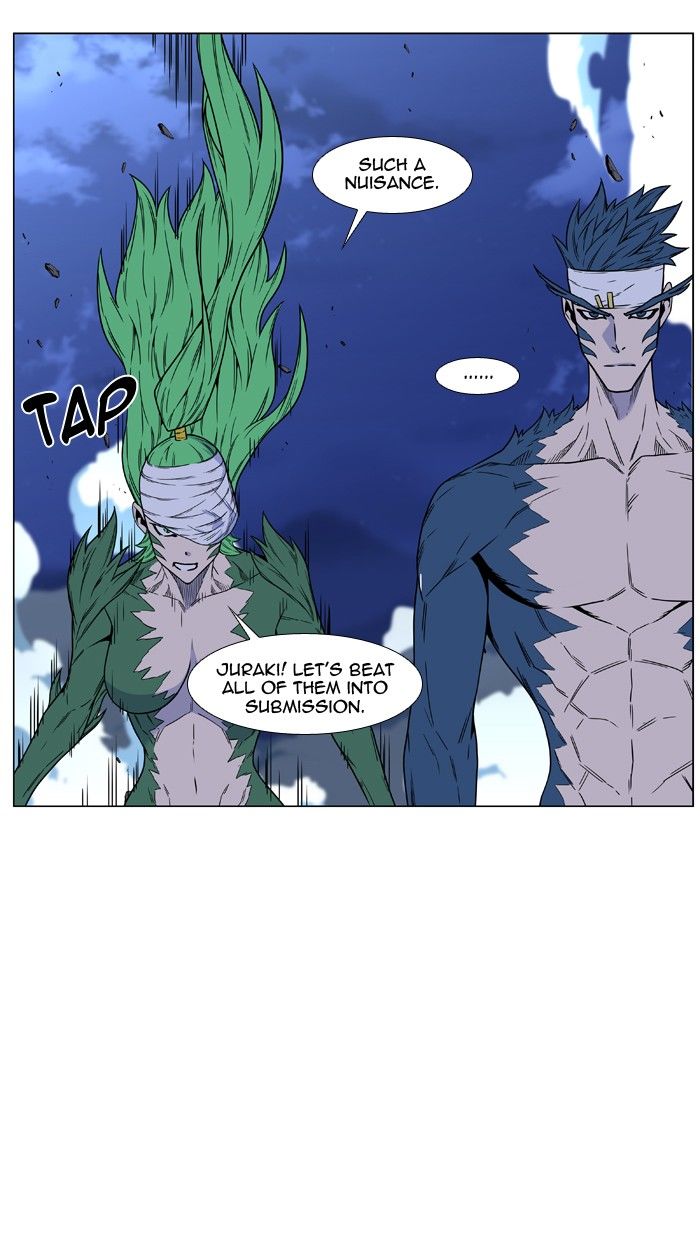 SUCH A
NUISANCE.
......
TAP
JURAKI! LET'S BEAT
ALL OF THEM INTO
SUBMISSION.